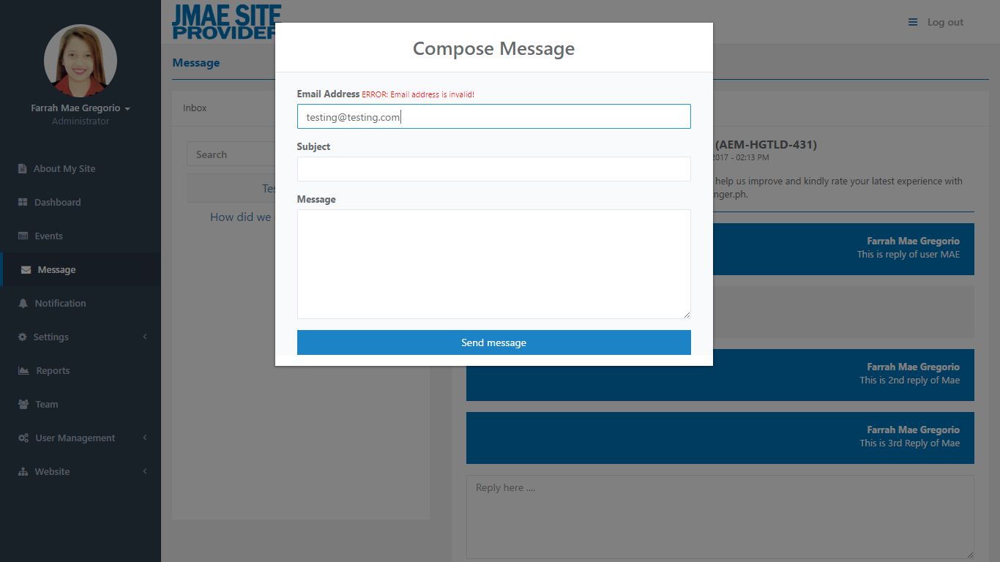 JMAE SITE
PROVIDER
Log out
Farrah Mae Gregorio
Administrator
About My Site
Dashboard
Events
Message
Notification
Settings
Reports
Team
User Management
Website
Message
Inbox
Search
How did we
Compose Message
Email Address ERROR: Email address is invalid!
testing@testing.com
Subject
Message
Send message
(AEM-HGTLD-431)
2017 - 02:13 PM
help us improve and kindly rate your latest experience with
nger.ph.
Farrah Mae Gregorio
This is reply of user MAE
Farrah Mae Gregorio
This is 2nd reply of Mae
Farrah Mae Gregorio
This is 3rd Reply of Mae
Reply here ....